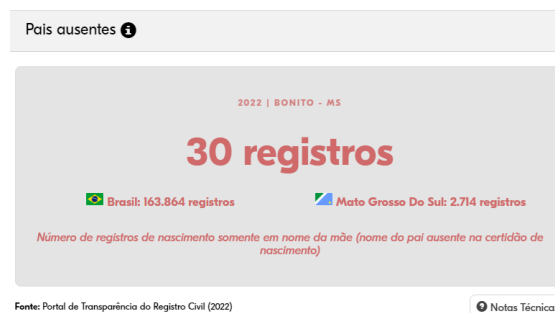 Pais ausentes
2022 | BONITO - MS
30 registros
Brasil: 163.864 registros
Mato Grosso Do Sul: 2.714 registros
Número de registros de nascimento somente em nome da mãe (nome do pai ausente na certidão de
nascimento)
Fonte: Portal de Transparência do Registro Civil (2022)
Notas Técnica